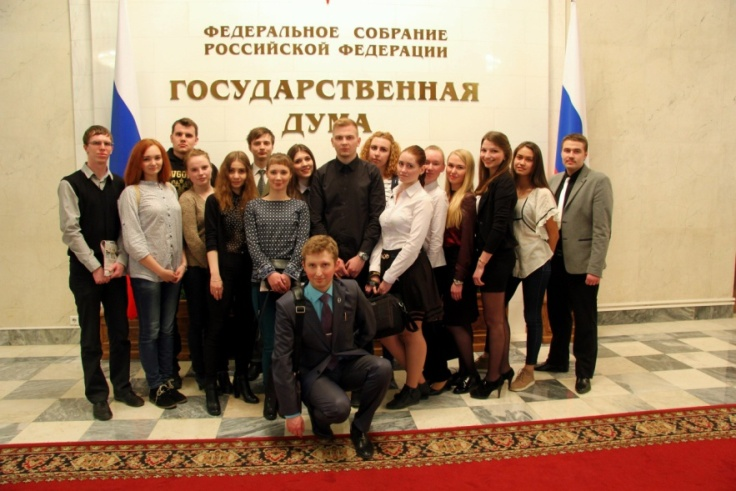 ФЕДЕРАЛЬНОЕ СОБРАНИЕ
РОССИЙСКОЙ ФЕДЕРАЦИИ
ГОСУДАРСТВЕННАЯ
ДУМА